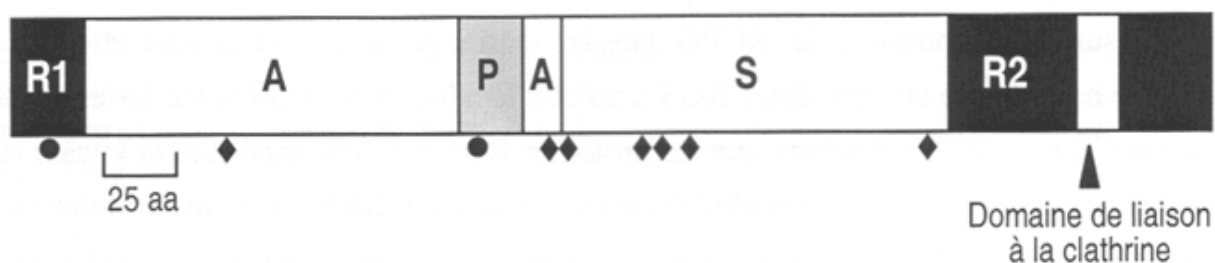 R1 A P A S R2
25 aa
Domaine de liaison
à la clathrine